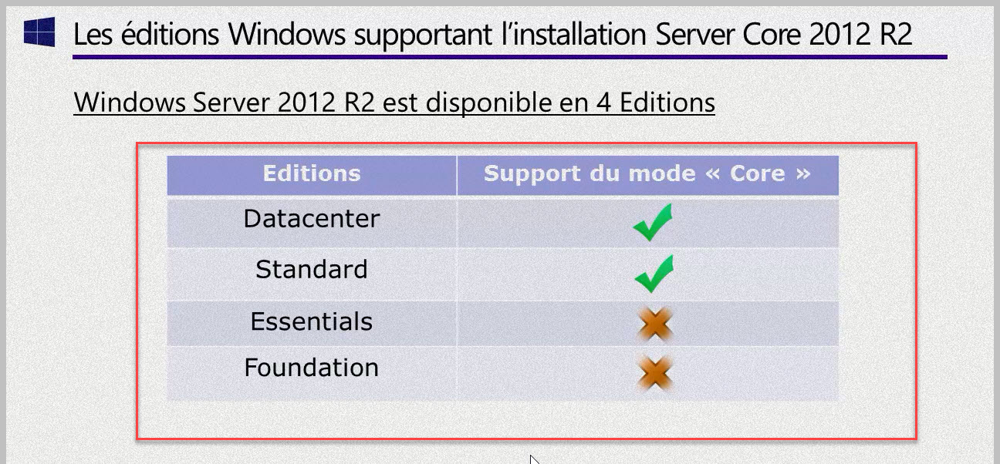 Les éditions Windows supportant l'installation Server Core 2012 R2
Windows Server 2012 R2 est disponible en 4 Editions
Editions Support du mode « Core »
Datacenter
Standard
Essentials
Foundation